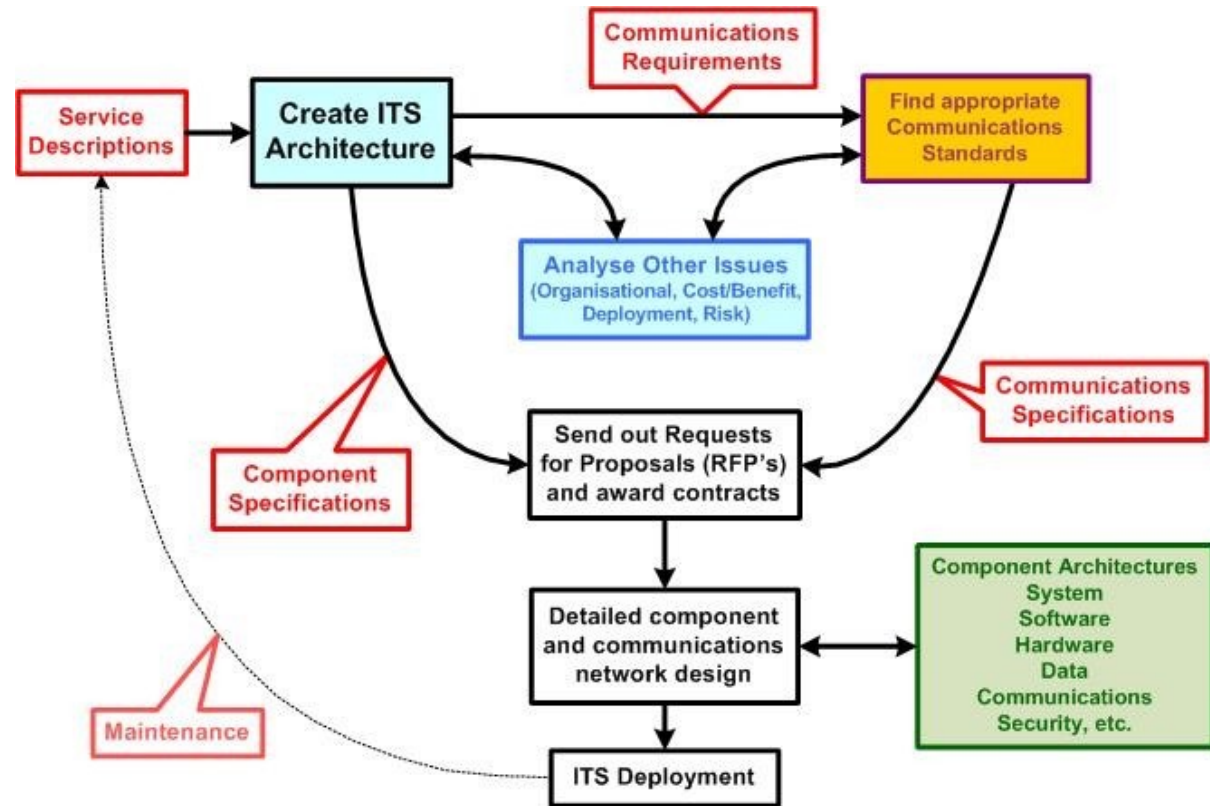 Communications
Requirements
Service
Descriptions
Create ITS
Architecture
Find appropriate
Communications
Standards
Analyse Other Issues
(Organisational, Cost/Benefit,
Deployment, Risk)
Communications
Specifications
Component
Specifications
Send out Requests
for Proposals (RFP's)
and award contracts
Detailed component
and communications
network design
Component Architectures
System
Software
Hardware
Data
Communications
Security, etc.
Maintenance
ITS Deployment